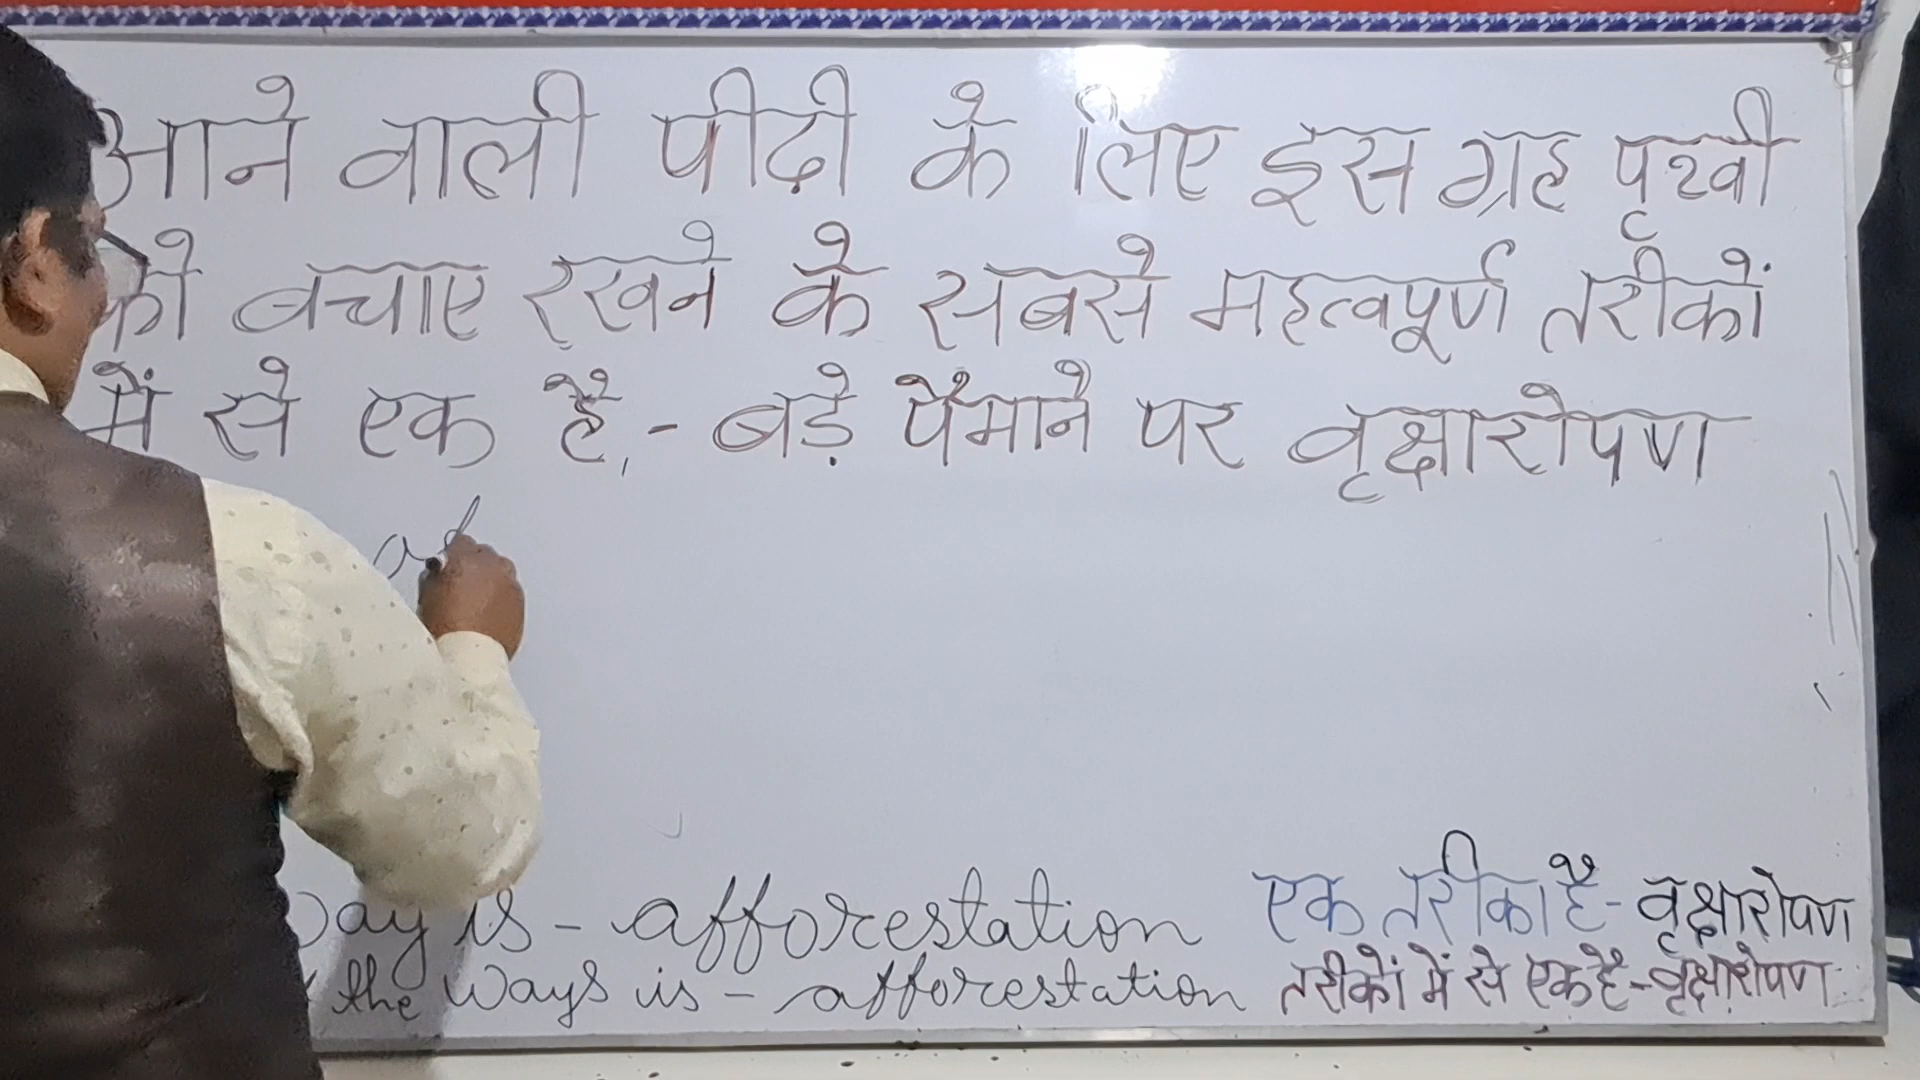 आने वाली पीढ़ी के लिए इस ग्रह पृथ्वी
को बचाए रखने के सबसे महत्वपूर्ण तरीकों
में से एक है,- बड़े पैमाने पर वृक्षारोपण
way is - afforestation एक तरीका है- वृक्षारोपण
the ways is - afforestation तरीकों में से एक है-वृक्षारोपण